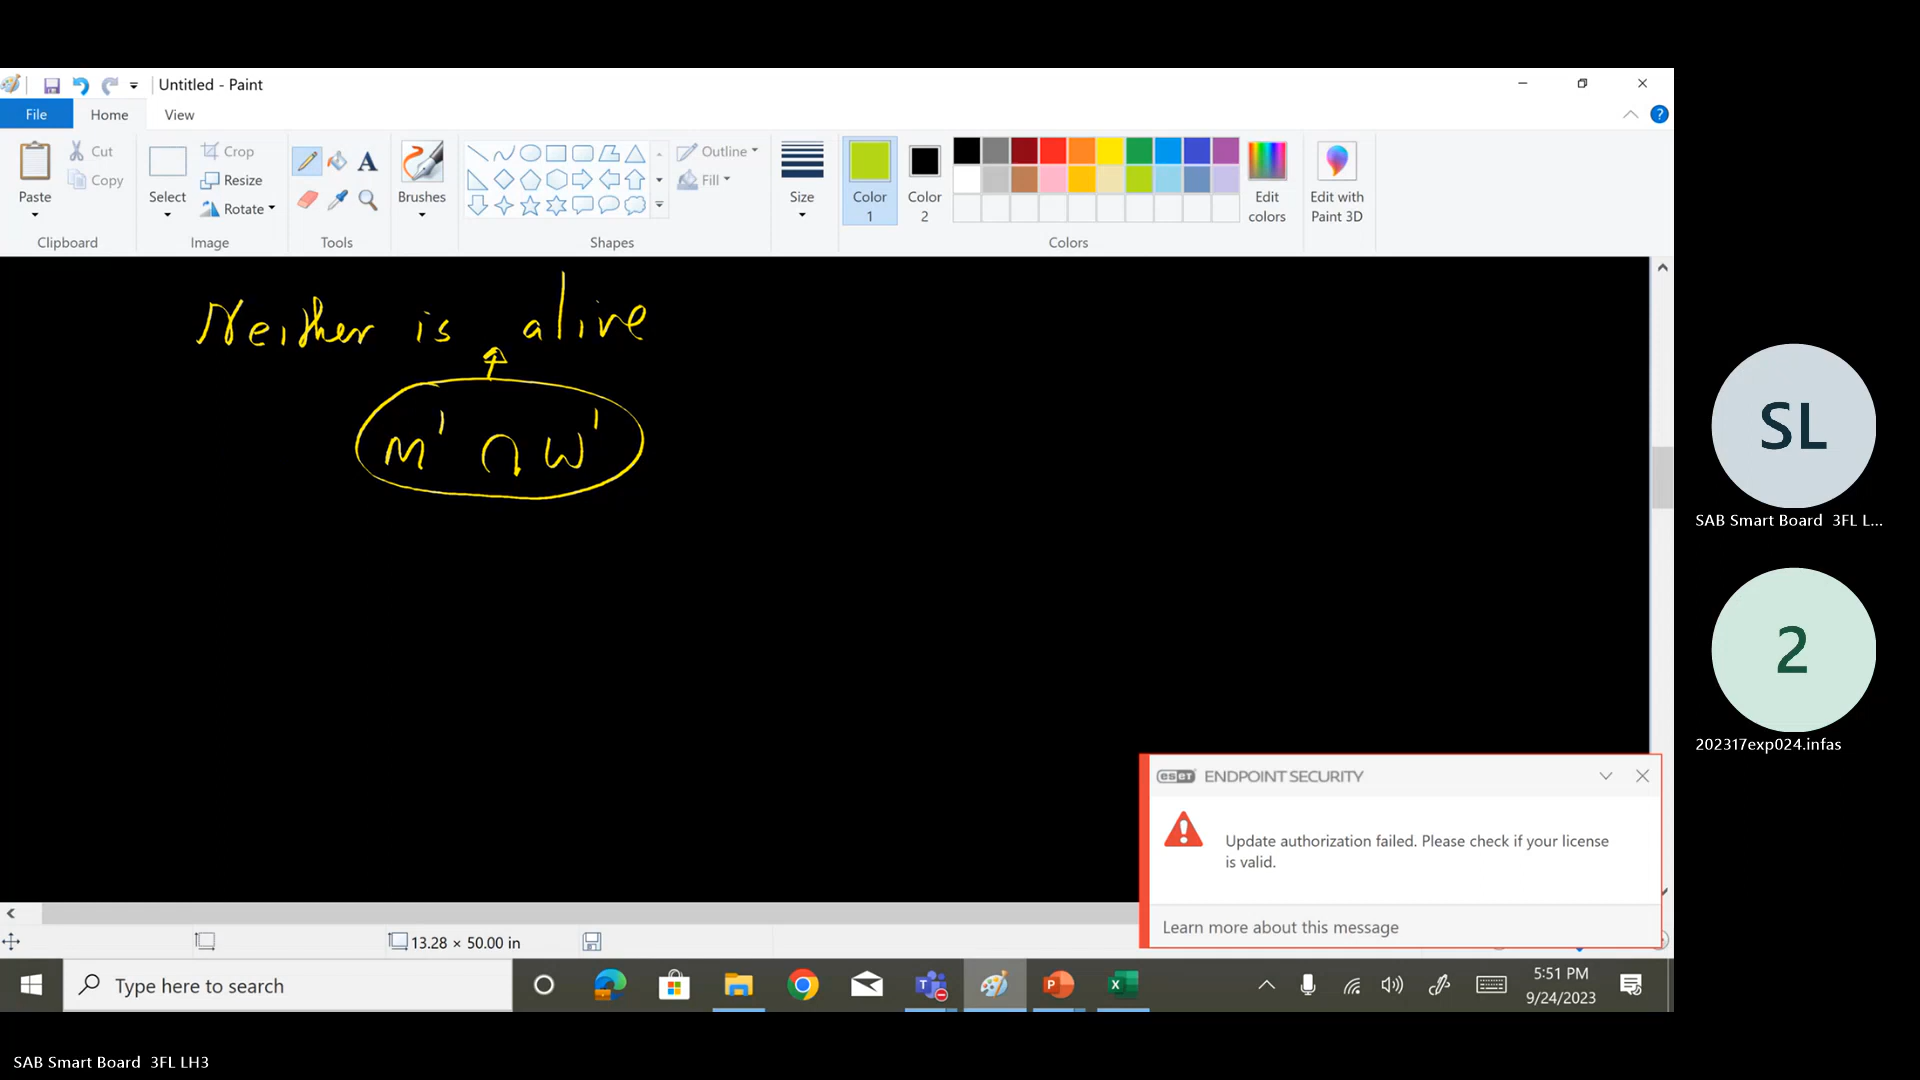 Untitled - Paint
File Home View
Paste Cut Copy Clipboard
Select Crop Resize Rotate Image
Tools
Brushes
Shapes
Outline Fill
Size
Color 1 Color 2
Colors
Edit colors
Edit with Paint 3D
Neither is alive
M' ∩ W'
SL
SAB Smart Board 3FL L...
2
202317exp024.infas
eset ENDPOINT SECURITY
Update authorization failed. Please check if your license
is valid.
Learn more about this message
13.28 × 50.00 in
Type here to search
5:51 PM
9/24/2023
SAB Smart Board 3FL LH3